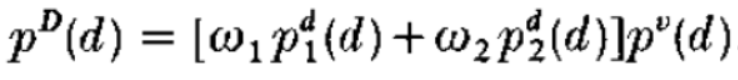 p^D(d) = [ω_1 p_1^d(d) + ω_2 p_2^d(d)]p^v(d)